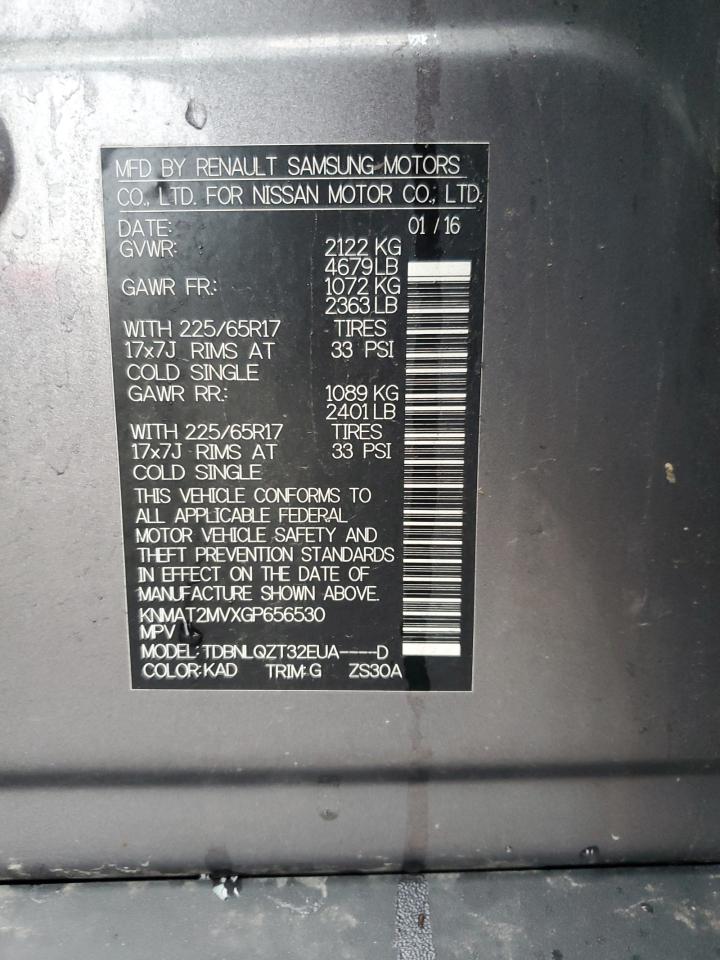 MFD BY RENAULT SAMSUNG MOTORS
CO., LTD. FOR NISSAN MOTOR CO., LTD.
DATE: 01 / 16
GVWR: 2122 KG
4679LB
GAWR FR.: 1072 KG
2363 LB
WITH 225/65R17 TIRES
17x7J RIMS AT 33 PSI
COLD SINGLE
GAWR RR.: 1089 KG
2401 LB
WITH 225/65R17 TIRES
17x7J RIMS AT 33 PSI
COLD SINGLE
THIS VEHICLE CONFORMS TO
ALL APPLICABLE FEDERAL
MOTOR VEHICLE SAFETY AND
THEFT PREVENTION STANDARDS
IN EFFECT ON THE DATE OF
MANUFACTURE SHOWN ABOVE.
KNMAT2MVXGP656530
MPV
MODEL: TDBNLQZT32EUA----D
COLOR: KAD TRIM: G ZS30A